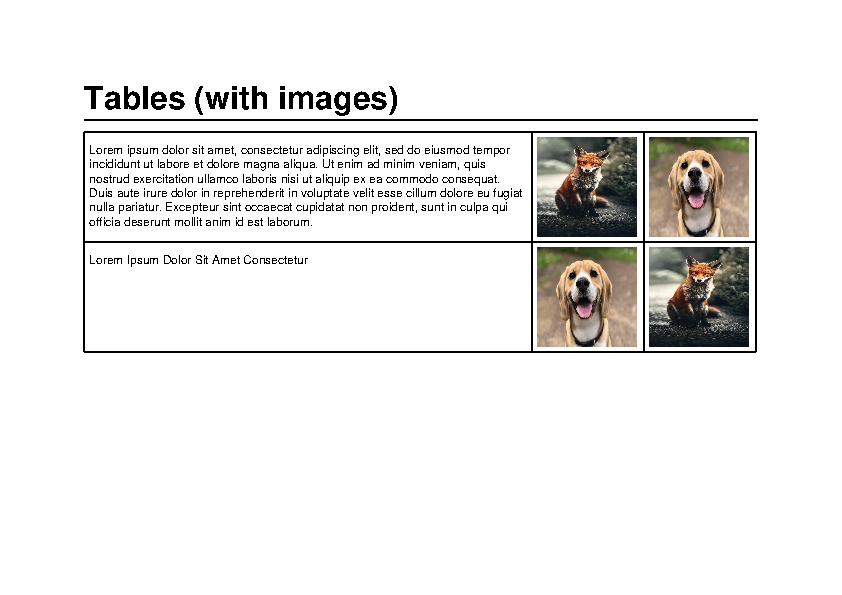 Tables (with images)
Lorem ipsum dolor sit amet, consectetur adipiscing elit, sed do eiusmod tempor
incididunt ut labore et dolore magna aliqua. Ut enim ad minim veniam, quis
nostrud exercitation ullamco laboris nisi ut aliquip ex ea commodo consequat.
Duis aute irure dolor in reprehenderit in voluptate velit esse cillum dolore eu fugiat
nulla pariatur. Excepteur sint occaecat cupidatat non proident, sunt in culpa qui
officia deserunt mollit anim id est laborum.
Lorem Ipsum Dolor Sit Amet Consectetur